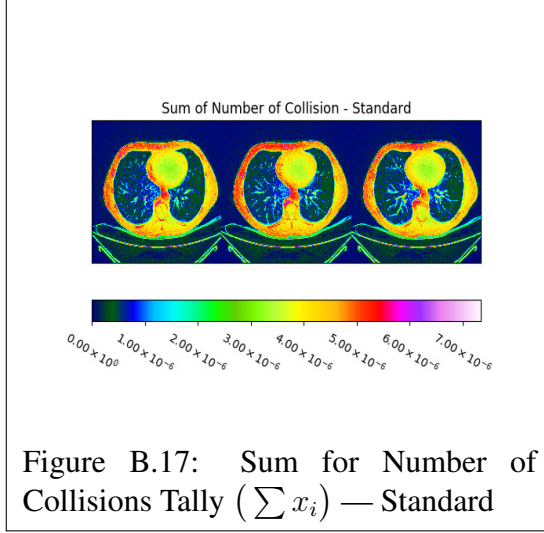 Sum of Number of Collision - Standard
0.00 × 10⁰
1.00 × 10⁻⁶
2.00 × 10⁻⁶
3.00 × 10⁻⁶
4.00 × 10⁻⁶
5.00 × 10⁻⁶
6.00 × 10⁻⁶
7.00 × 10⁻⁶
Figure B.17: Sum for Number of
Collisions Tally (∑ xᵢ) — Standard